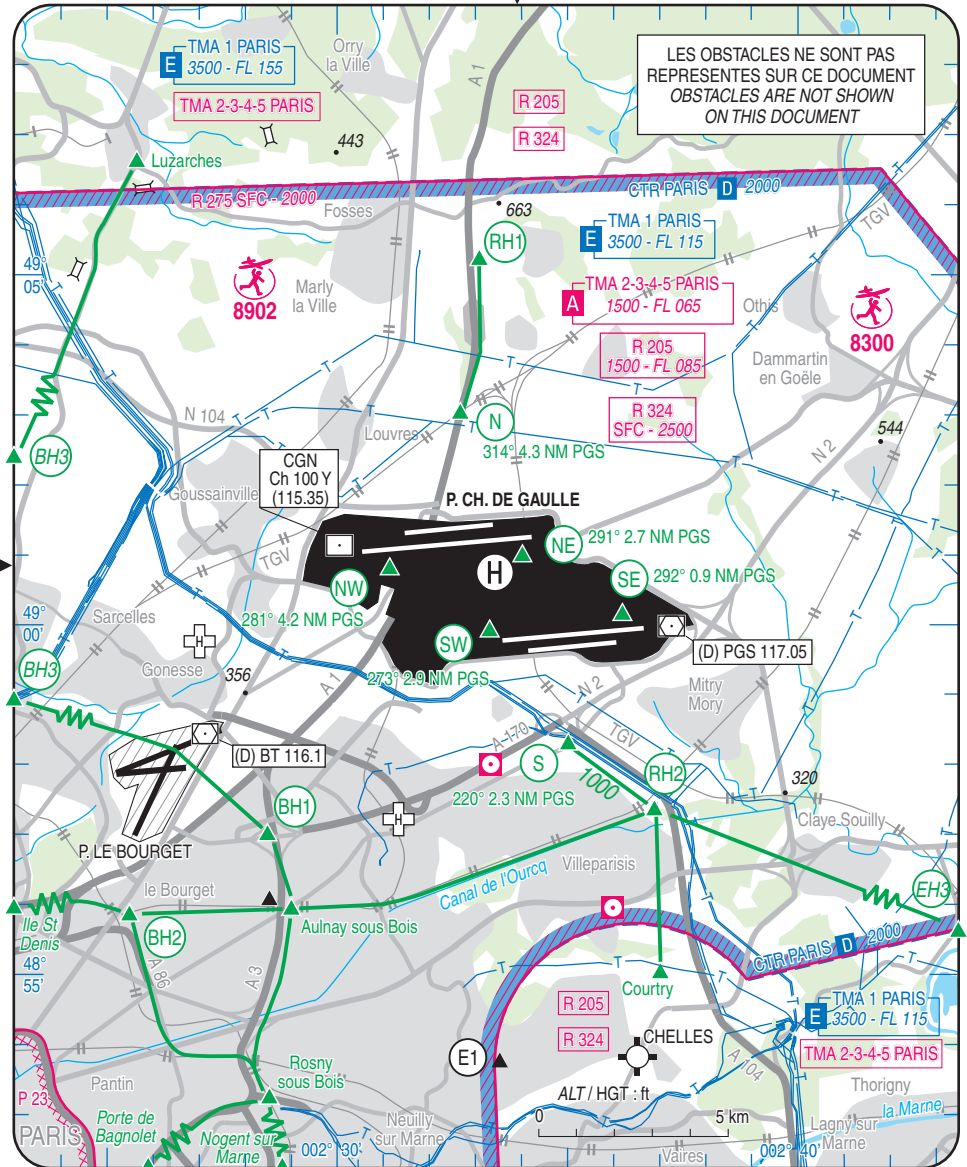 TMA 1 PARIS
E
3500 - FL 155
TMA 2-3-4-5 PARIS
Orry
la Ville
A 1
R 205
R 324
LES OBSTACLES NE SONT PAS
REPRESENTES SUR CE DOCUMENT
OBSTACLES ARE NOT SHOWN
ON THIS DOCUMENT
443
Luzarches
R 275 SFC - 2000
Fosses
663
CTR PARIS D 2000
TGV
RH1
TMA 1 PARIS
E
3500 - FL 115
49°
05'
8902
Marly
la Ville
TMA 2-3-4-5 PARIS
A
1500 - FL 065
Othis
8300
R 205
1500 - FL 085
Dammartin
en Goële
R 324
SFC - 2500
N 104
N
Louvres
314° 4.3 NM PGS
544
N 2
BH3
CGN
Ch 100 Y
(115.35)
Goussainville
P. CH. DE GAULLE
TGV
NE
291° 2.7 NM PGS
H
NW
SE
292° 0.9 NM PGS
281° 4.2 NM PGS
49°
00'
Sarcelles
H
SW
(D) PGS 117.05
BH3
Gonesse
356
A 1
273° 2.9 NM PGS
N 2
Mitry
Mory
(D) BT 116.1
A 170
TGV
S
RH2
220° 2.3 NM PGS
1000
320
BH1
H
Claye Souilly
P. LE BOURGET
Villeparisis
Canal de l'Ourcq
le Bourget
EH3
Ile St
Denis
BH2
Aulnay sous Bois
A 86
A3
CTR PARIS D 2000
48°
55'
Courtry
R 205
R 324
TMA 1 PARIS
E
3500 - FL 115
TMA 2-3-4-5 PARIS
E1
CHELLES
A 104
Rosny
sous Bois
ALT / HGT : ft
Pantin
P 23
PARIS
Porte de
Bagnolet
Nogent sur
Marne
Neuilly
sur Marne
0
5 km
Thorigny
la Marne
Lagny sur
Marne
002° 30'
Vaires
002° 40'